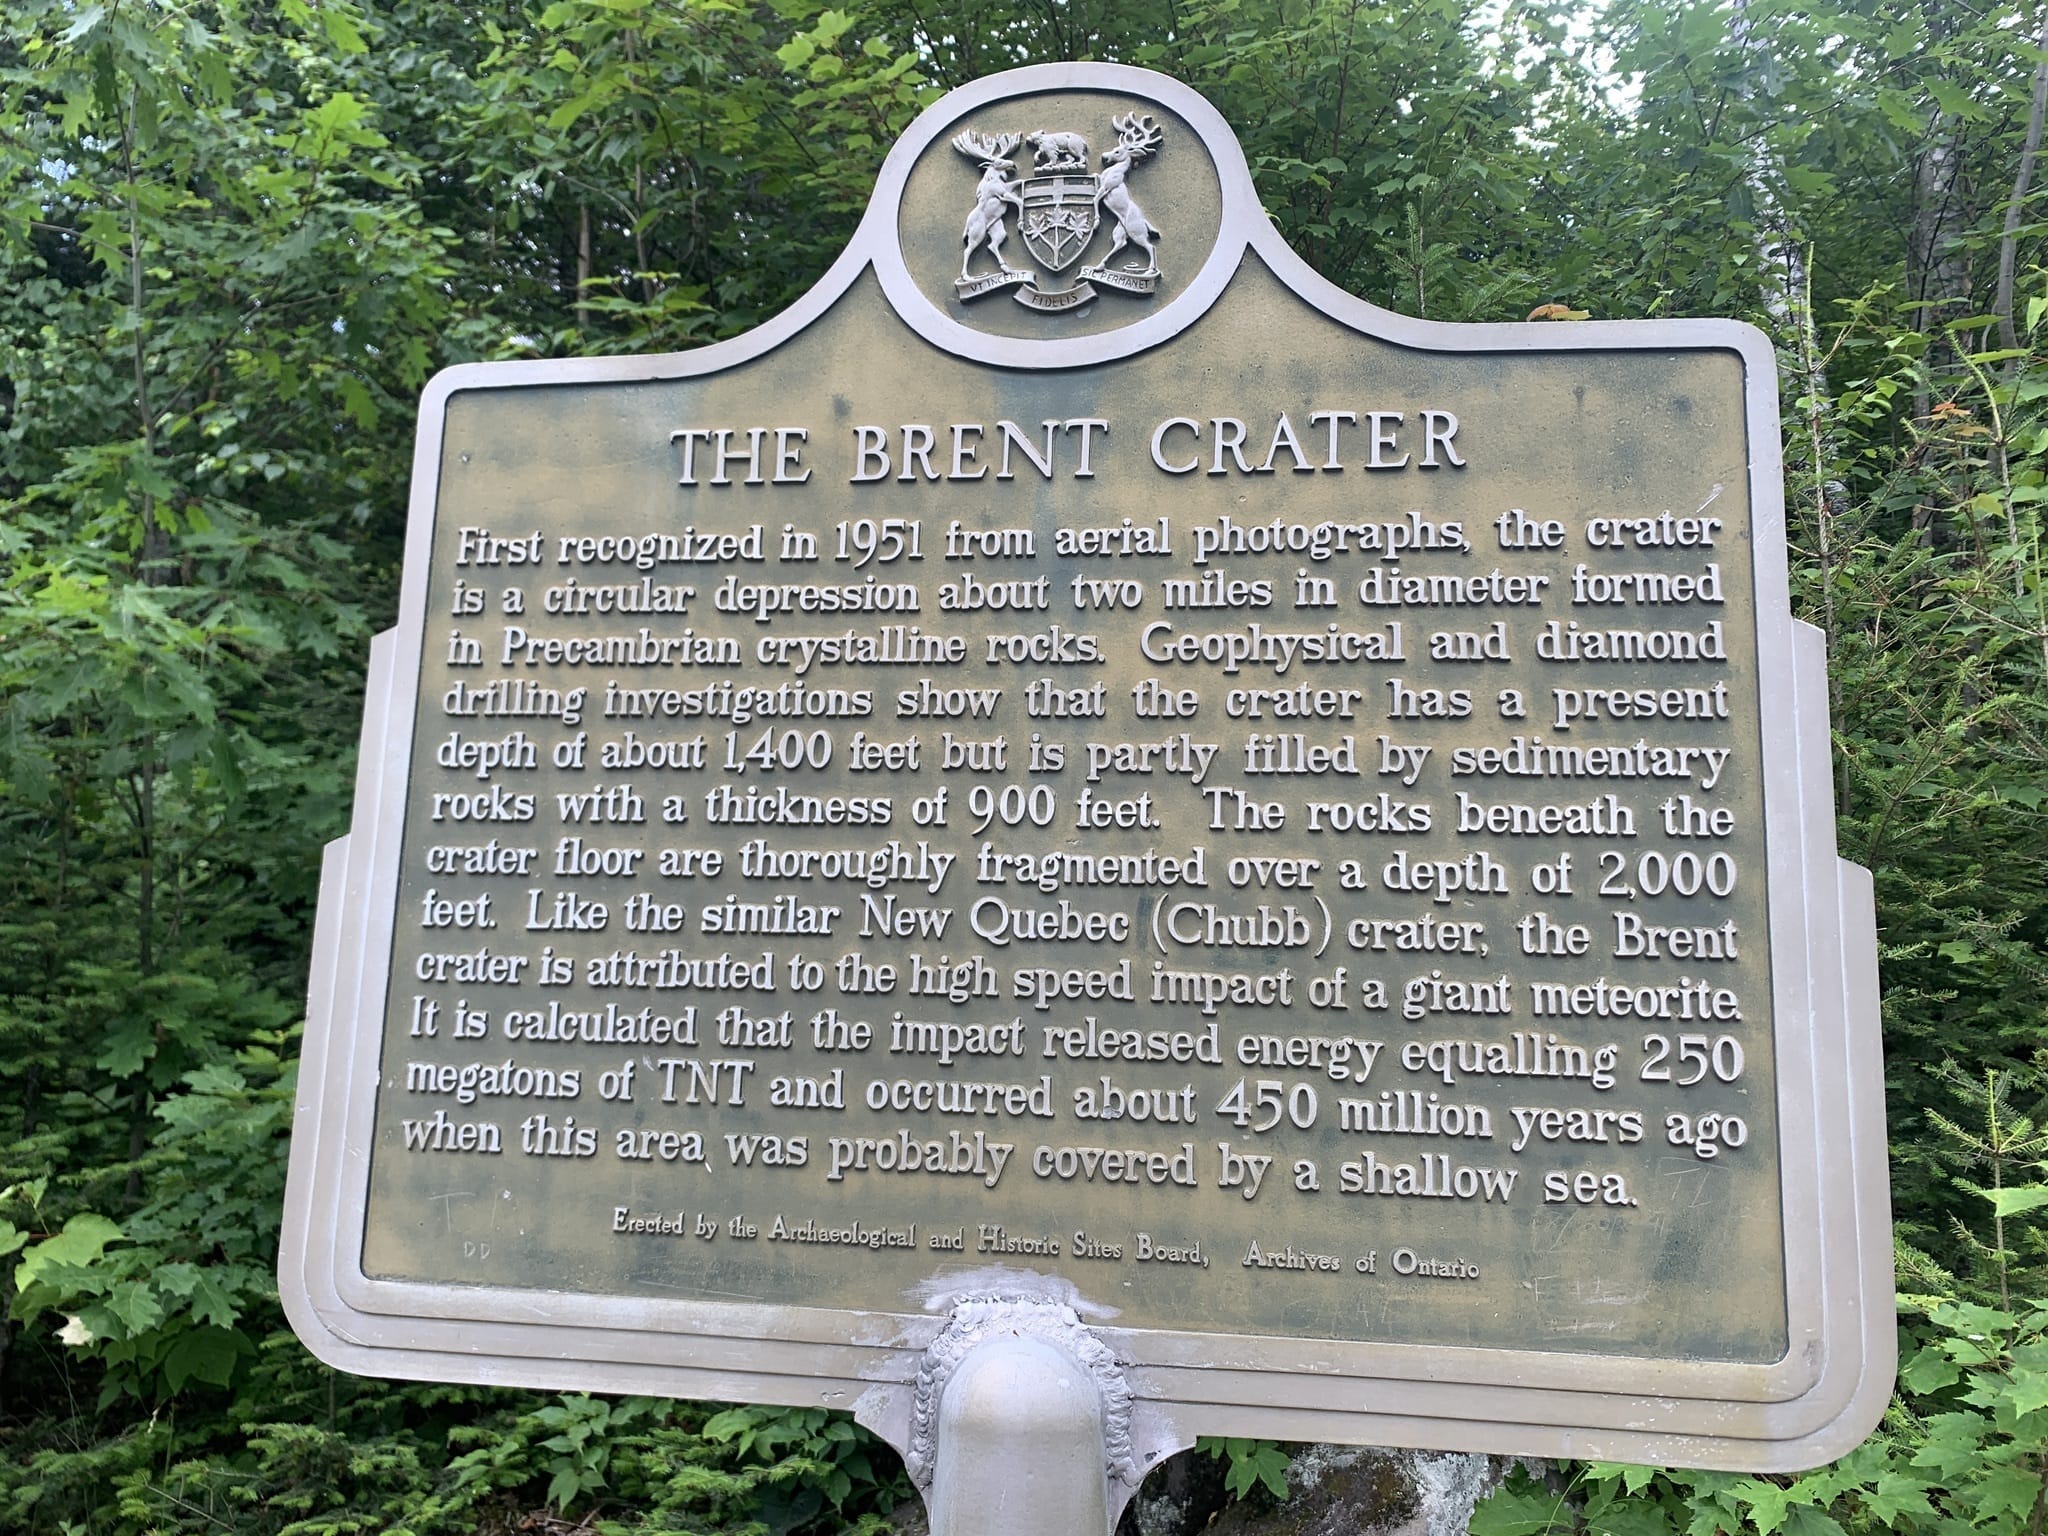 VT INCEPIT
FIDELIS
SIC PERMANET
THE BRENT CRATER
First recognized in 1951 from aerial photographs, the crater
is a circular depression about two miles in diameter formed
in Precambrian crystalline rocks. Geophysical and diamond
drilling investigations show that the crater has a present
depth of about 1,400 feet but is partly filled by sedimentary
rocks with a thickness of 900 feet. The rocks beneath the
crater floor are thoroughly fragmented over a depth of 2,000
feet. Like the similar New Quebec (Chubb) crater, the Brent
crater is attributed to the high speed impact of a giant meteorite.
It is calculated that the impact released energy equalling 250
megatons of TNT and occurred about 450 million years ago
when this area was probably covered by a shallow sea.
Erected by the Archaeological and Historic Sites Board, Archives of Ontario
DD